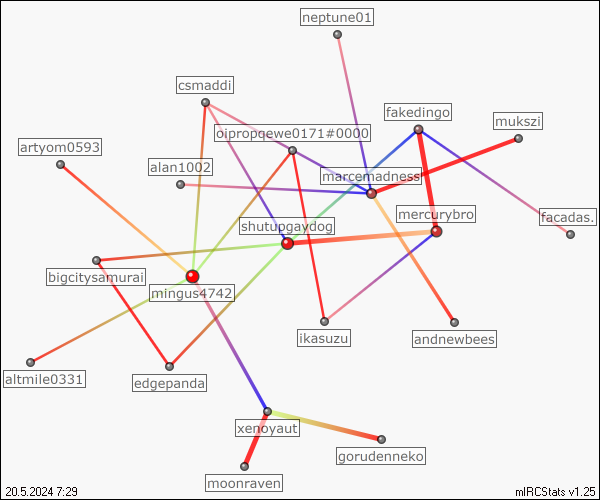 neptune01
csmaddi
fakedingo
mukszi
oipropqewe0171#0000
artyom0593
alan1002
marcemadness
mercurybro
facadas.
shutupgaydog
bigcitysamurai
mingus4742
ikasuzu
andnewbees
altmile0331
edgepanda
xenoyaut
gorudenneko
moonraven
20.5.2024 7:29
mIRCStats v1.25